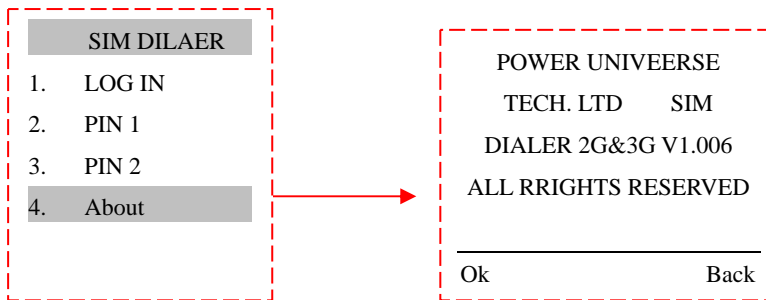 SIM DILAER
1. LOG IN
2. PIN 1
3. PIN 2
4. About
POWER UNIVEERSE
TECH. LTD SIM
DIALER 2G&3G V1.006
ALL RRIGHTS RESERVED
Ok Back